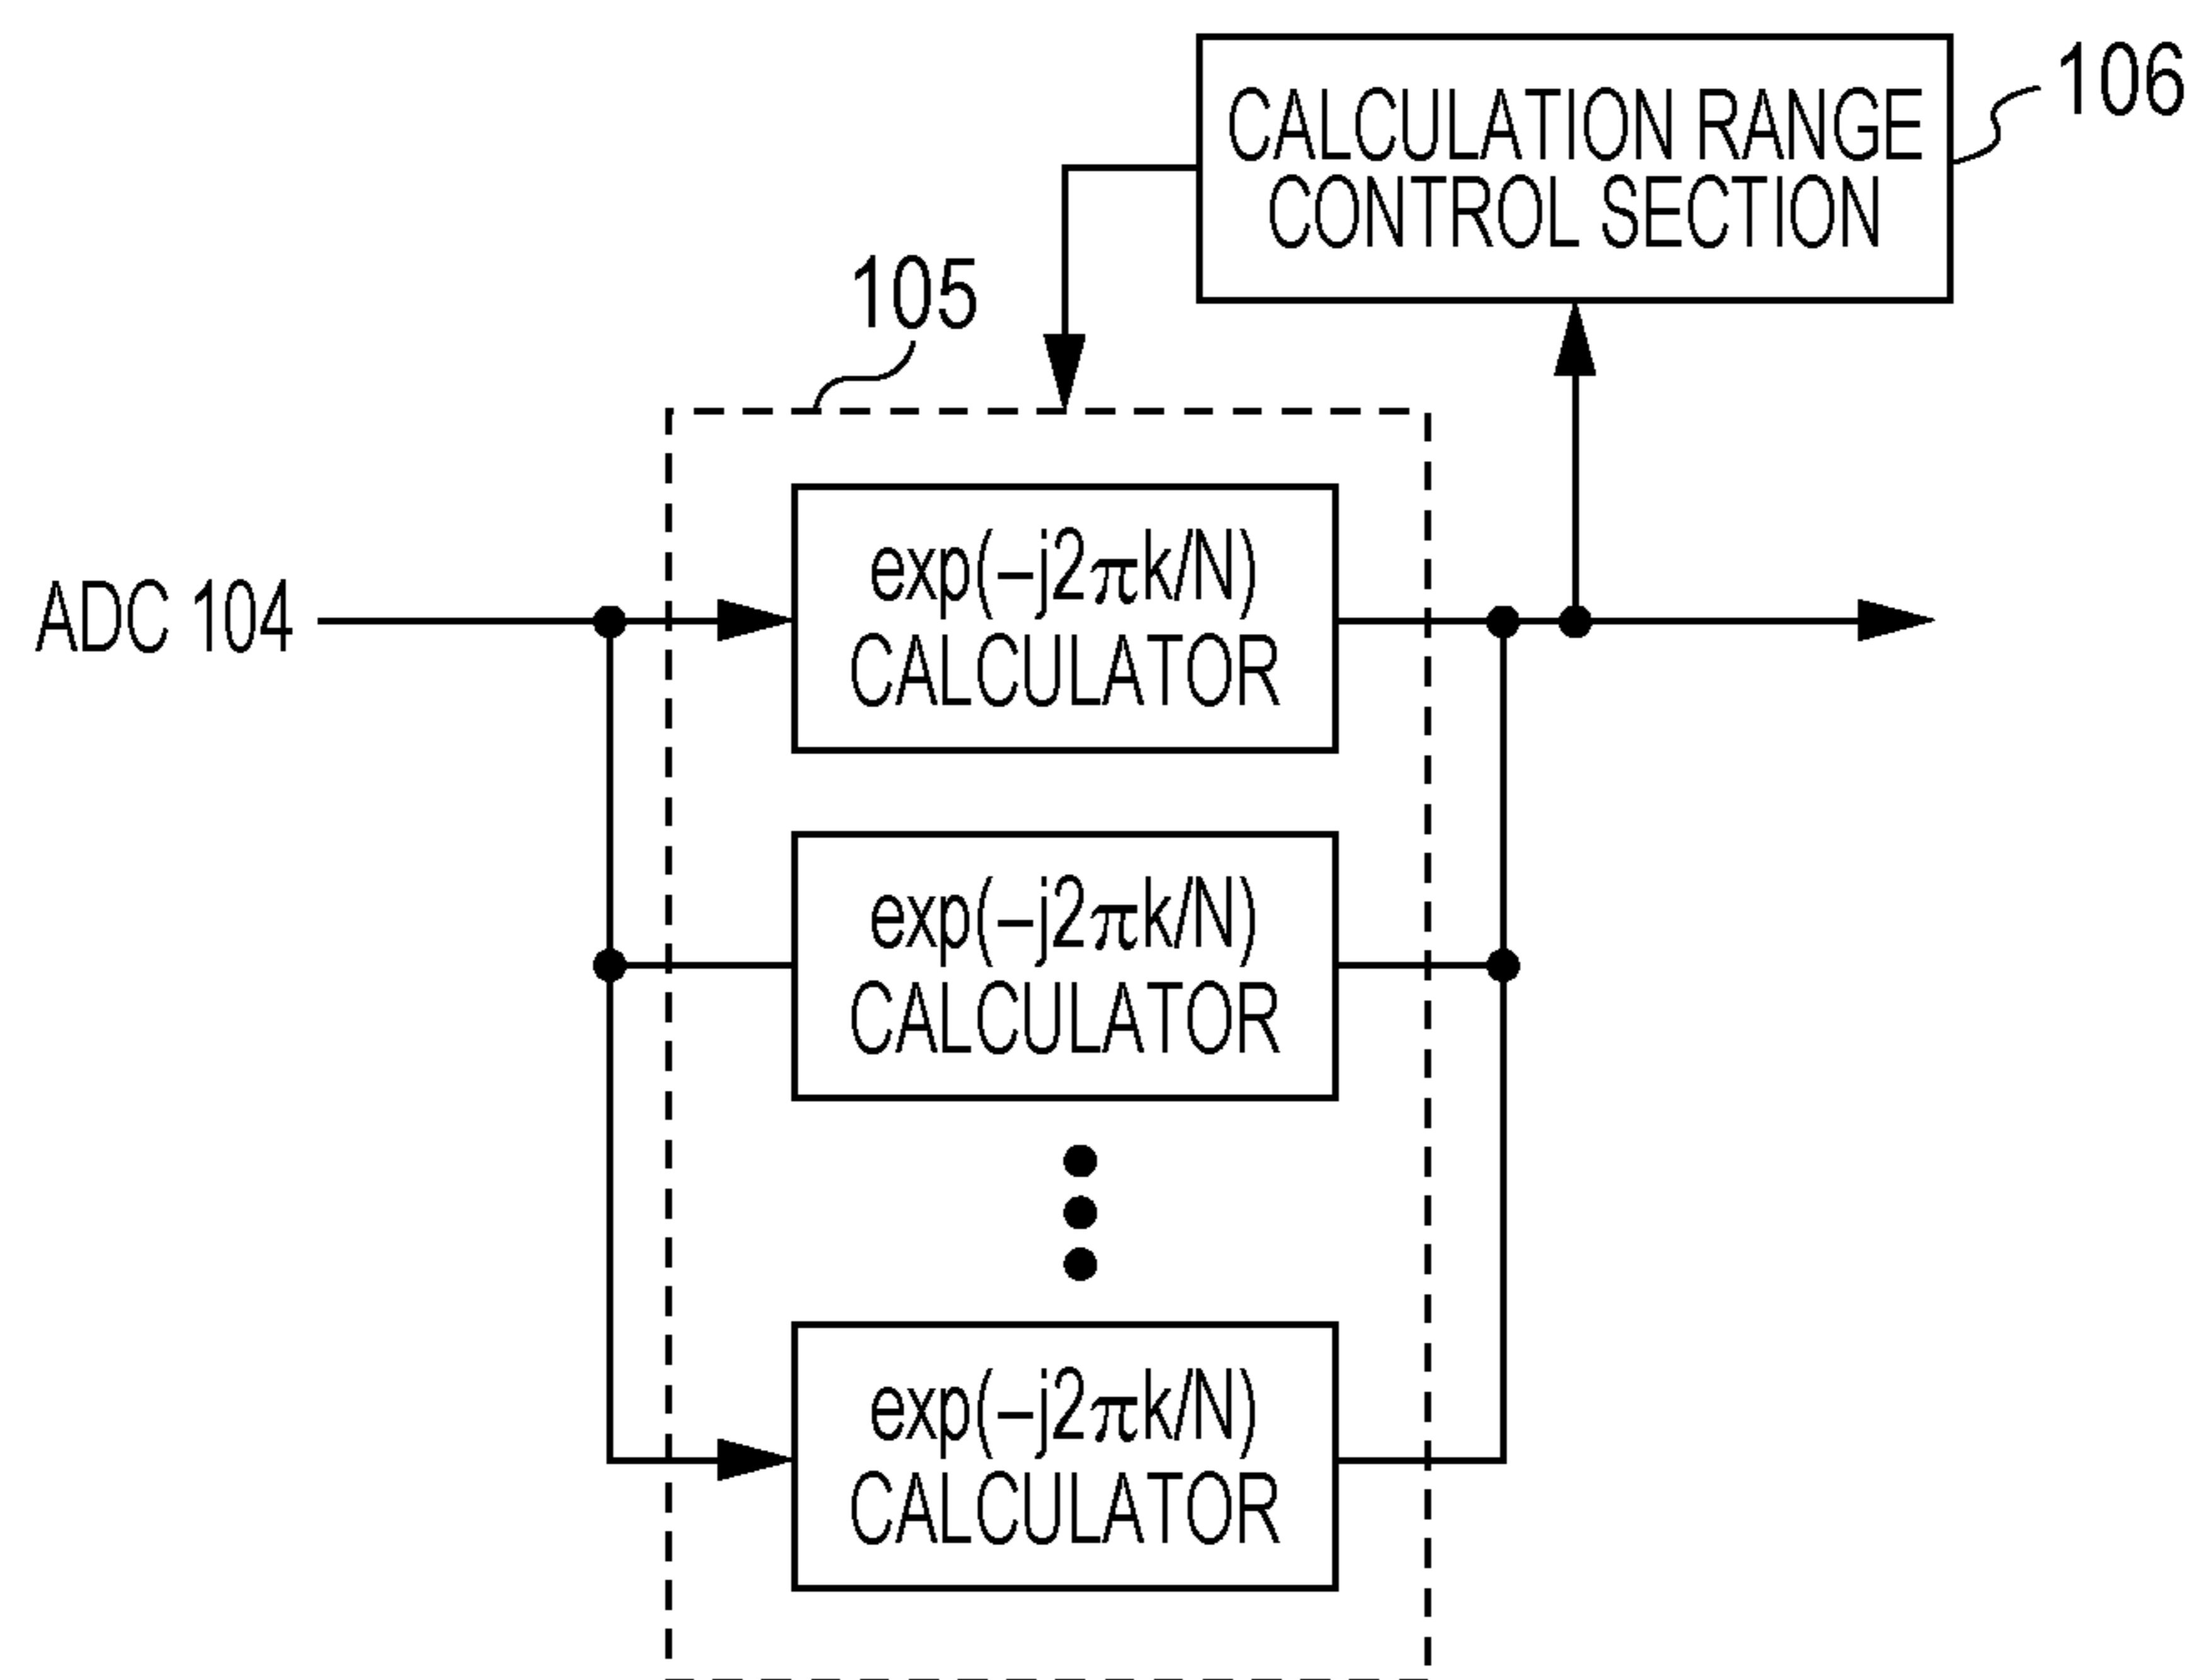 106
CALCULATION RANGE
CONTROL SECTION
105
ADC 104
exp(−j2πk/N)
CALCULATOR
exp(−j2πk/N)
CALCULATOR
exp(−j2πk/N)
CALCULATOR